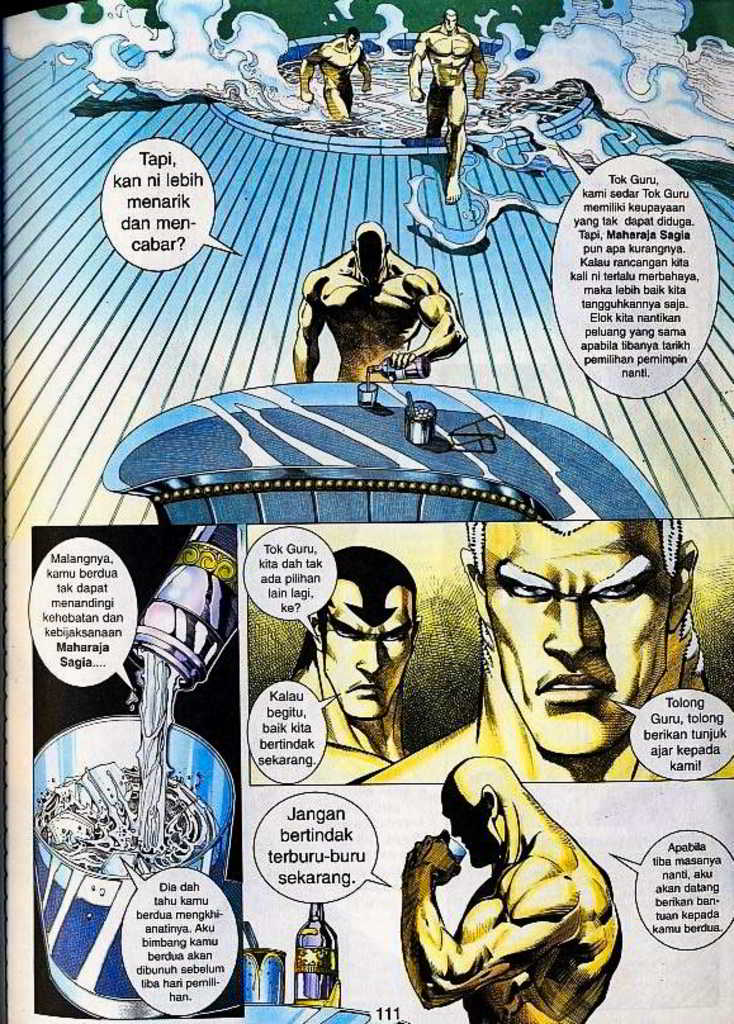 Tapi,
kan ni lebih
menarik
dan men-
cabar?
Tok Guru,
kami sedar Tok Guru
memiliki keupayaan
yang tak dapat diduga.
Tapi, Maharaja Sagia
pun apa kurangnya.
Kalau rancangan kita
kali ni terlalu merbahaya,
maka lebih baik kita
tangguhkannya saja.
Elok kita nantikan
peluang yang sama
apabila tibanya tarikh
pemilihan pemimpin
nanti.
Malangnya,
kamu berdua
tak dapat
menandingi
kehebatan dan
kebijaksanaan
Maharaja
Sagia....
Dia dah
tahu kamu
berdua mengkhi-
anatinya. Aku
bimbang kamu
berdua akan
dibunuh sebelum
tiba hari pemili-
han.
Tok Guru,
kita dah tak
ada pilihan
lain lagi,
ke?
Kalau
begitu,
baik kita
bertindak
sekarang.
Tolong
Guru, tolong
berikan tunjuk
ajar kepada
kami!
Jangan
bertindak
terburu-buru
sekarang.
Apabila
tiba masanya
nanti, aku
akan datang
berikan ban-
tuan kepada
kamu berdua.
111